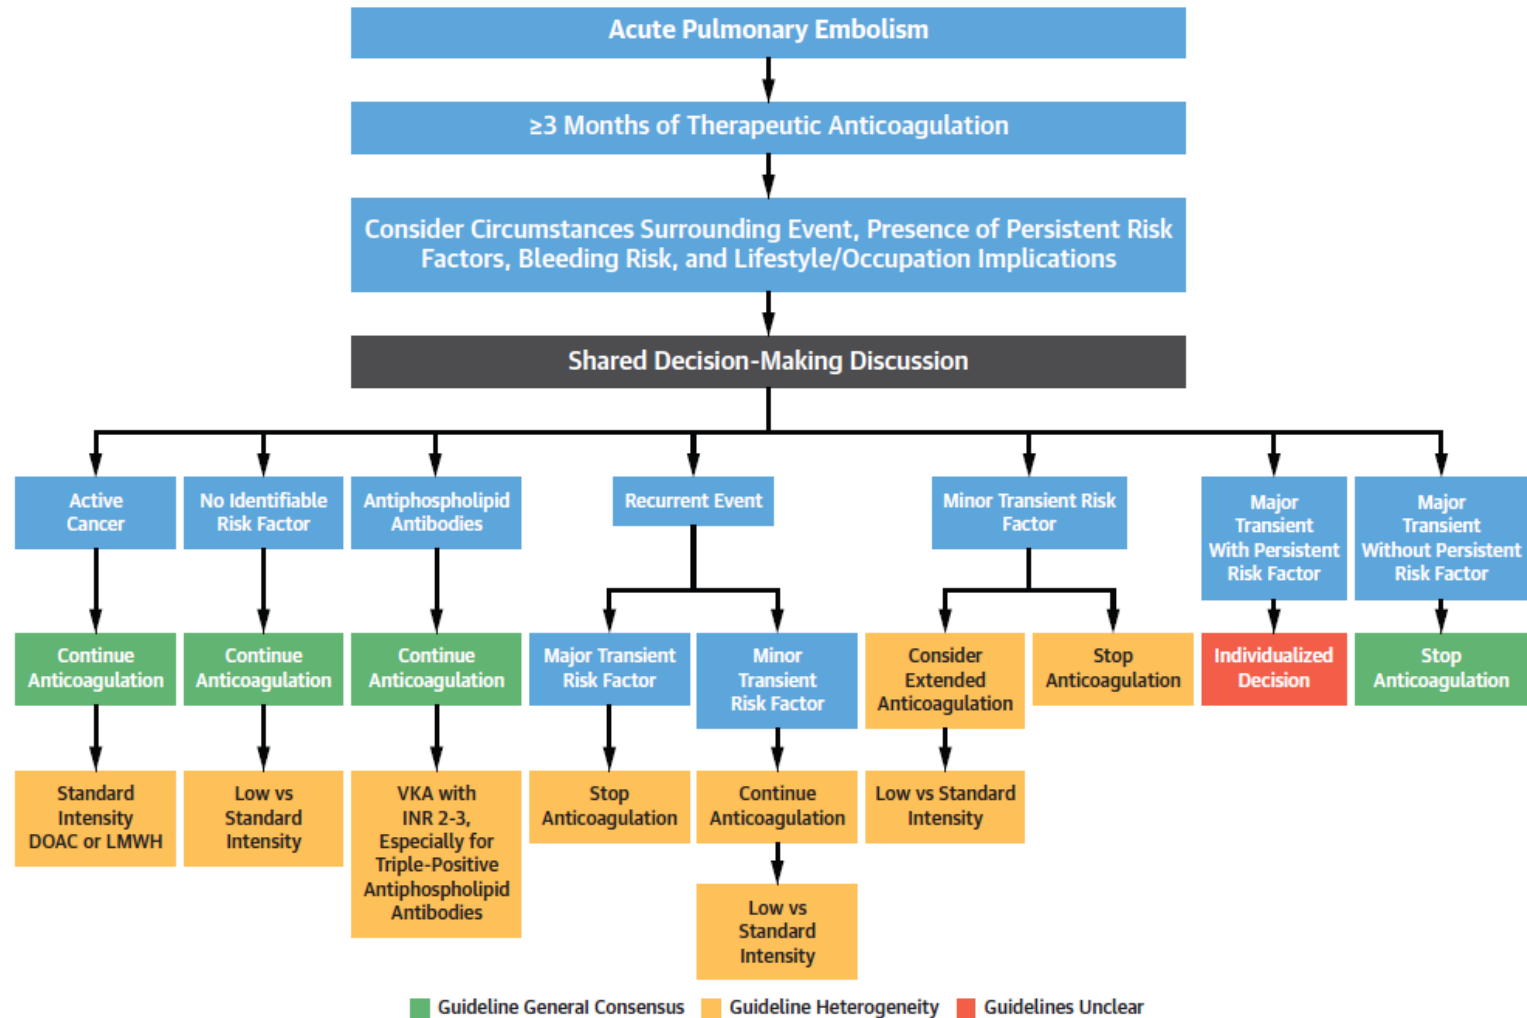 Acute Pulmonary Embolism
≥3 Months of Therapeutic Anticoagulation
Consider Circumstances Surrounding Event, Presence of Persistent Risk
Factors, Bleeding Risk, and Lifestyle/Occupation Implications
Shared Decision-Making Discussion
Active
Cancer
No Identifiable
Risk Factor
Antiphospholipid
Antibodies
Recurrent Event
Minor Transient Risk
Factor
Major
Transient
With Persistent
Risk Factor
Major
Transient
Without Persistent
Risk Factor
Continue
Anticoagulation
Continue
Anticoagulation
Continue
Anticoagulation
Major Transient
Risk Factor
Minor
Transient
Risk Factor
Consider
Extended
Anticoagulation
Stop
Anticoagulation
Individualized
Decision
Stop
Anticoagulation
Standard
Intensity
DOAC or LMWH
Low vs
Standard
Intensity
VKA with
INR 2-3,
Especially for
Triple-Positive
Antiphospholipid
Antibodies
Stop
Anticoagulation
Continue
Anticoagulation
Low vs Standard
Intensity
Low vs
Standard
Intensity
Guideline General Consensus
Guideline Heterogeneity
Guidelines Unclear